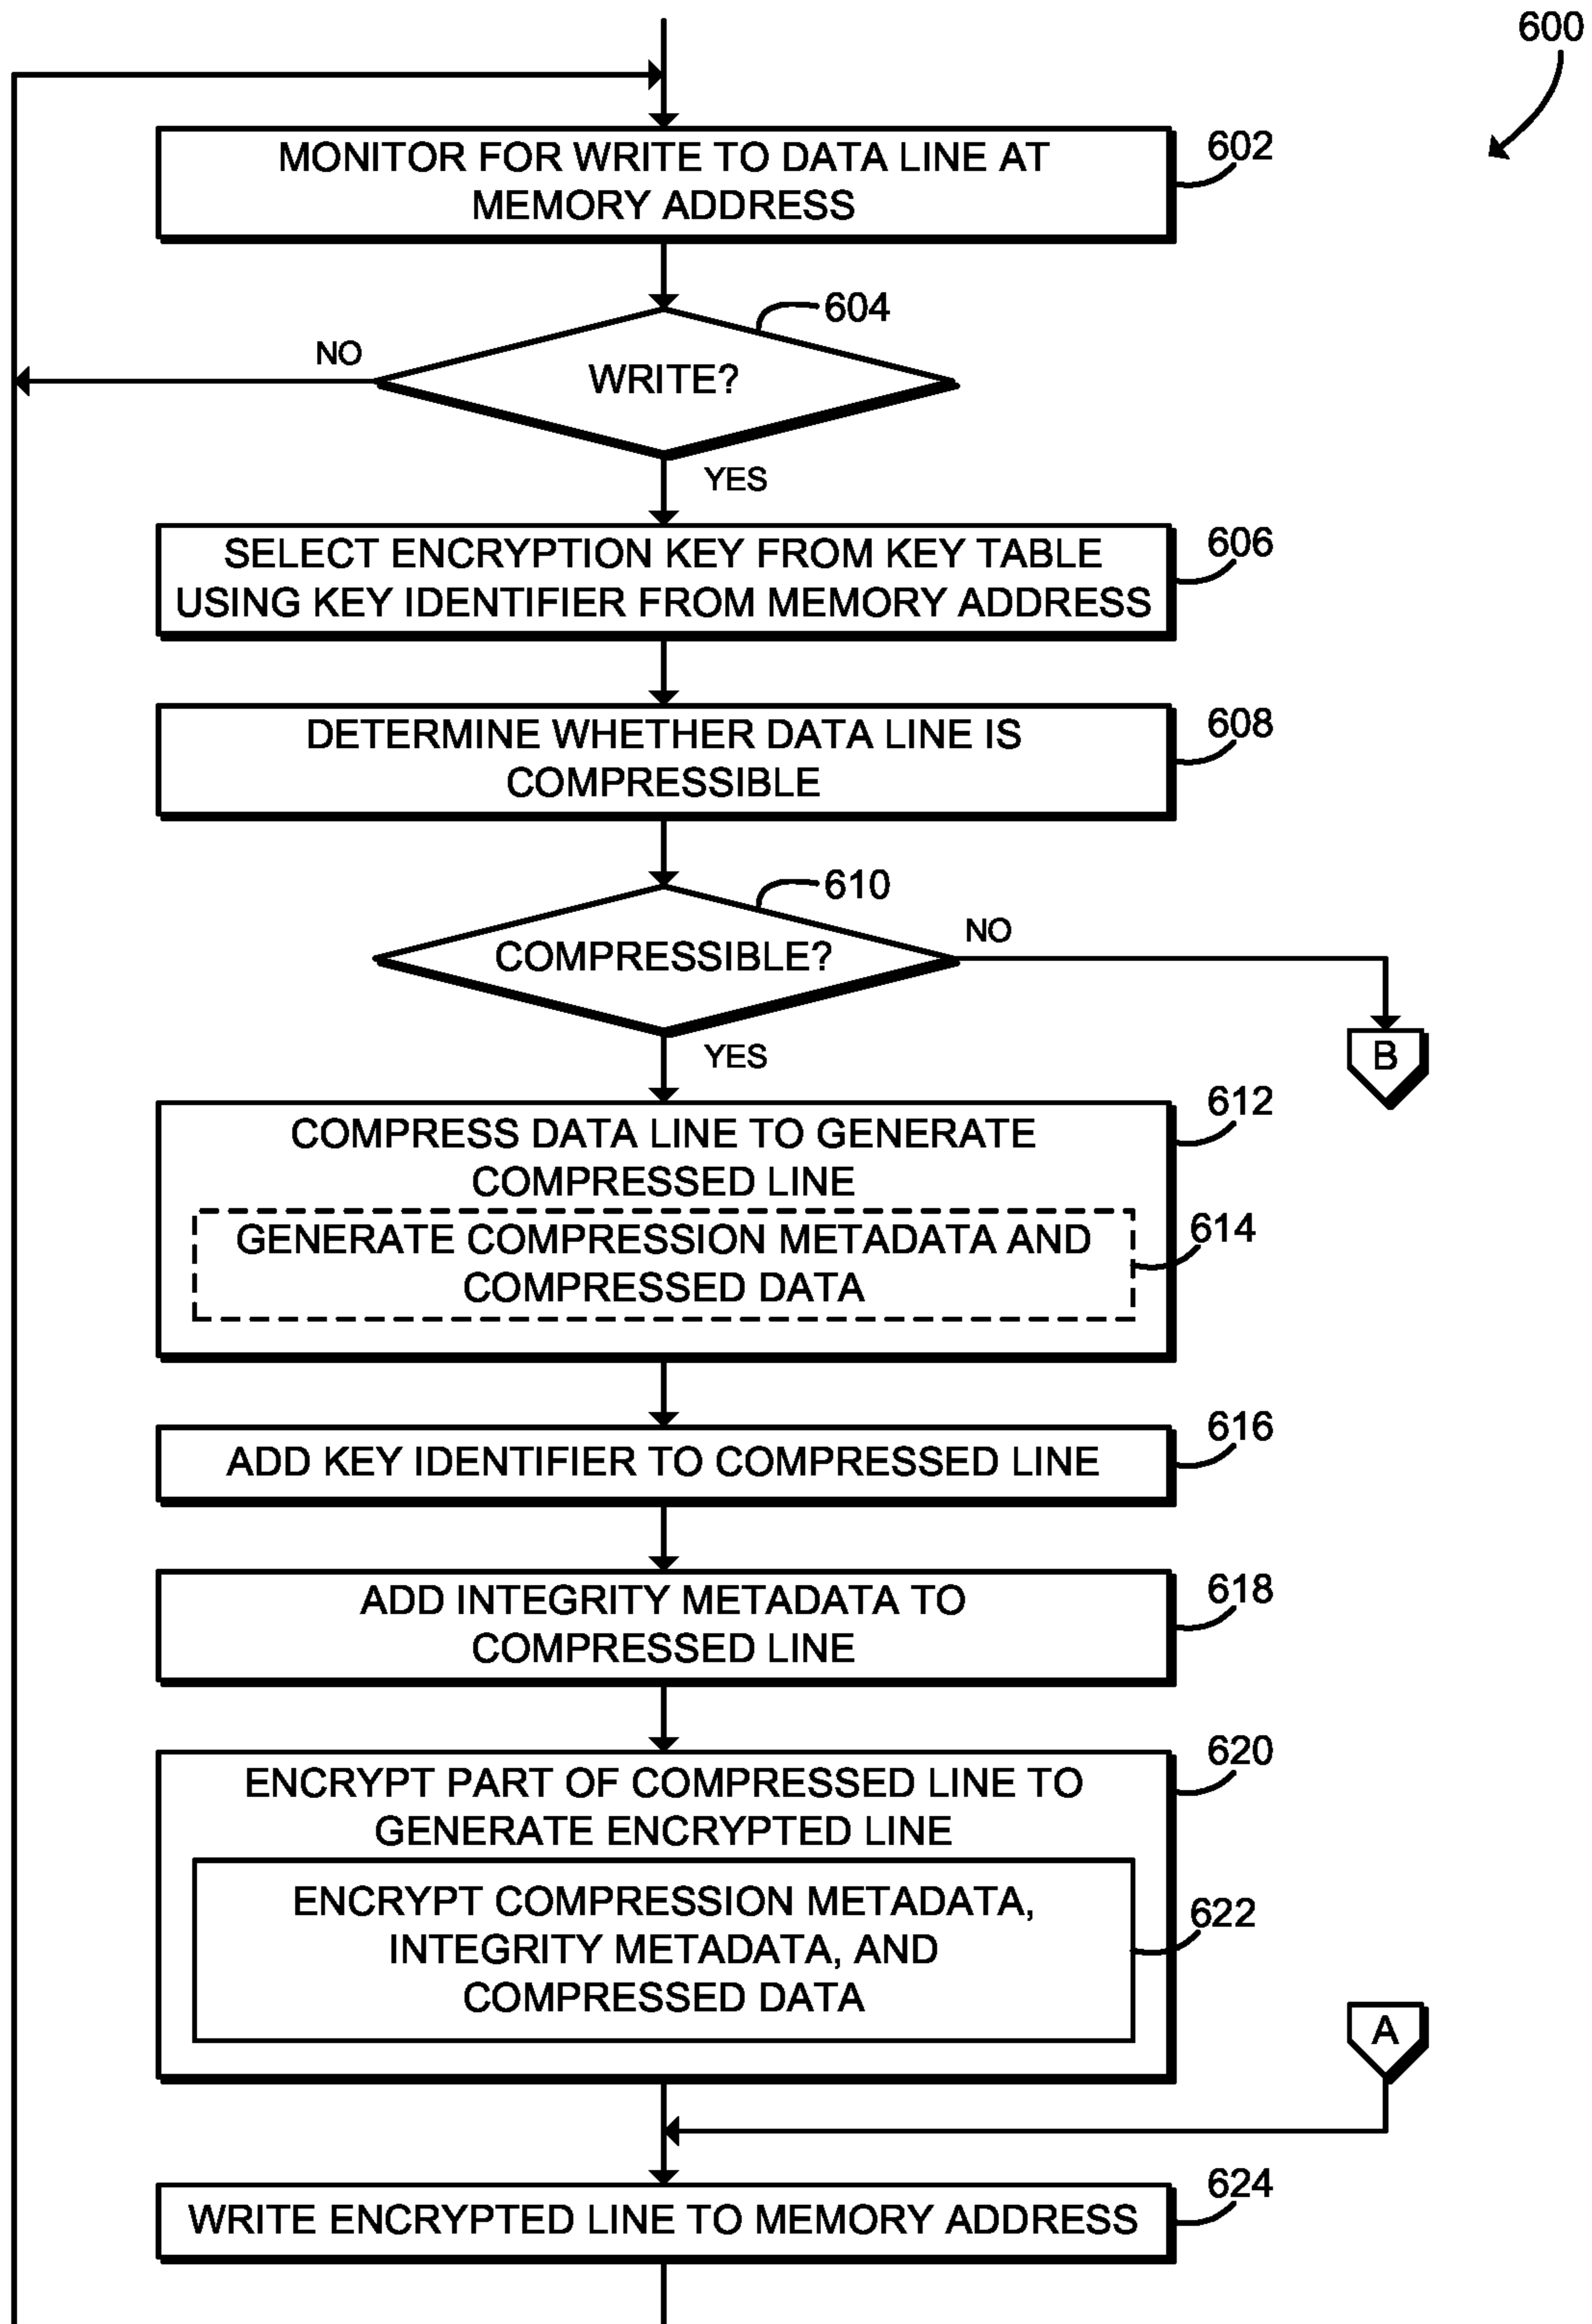 600
MONITOR FOR WRITE TO DATA LINE AT
MEMORY ADDRESS
602
604
NO
WRITE?
YES
SELECT ENCRYPTION KEY FROM KEY TABLE
USING KEY IDENTIFIER FROM MEMORY ADDRESS
606
DETERMINE WHETHER DATA LINE IS
COMPRESSIBLE
608
610
NO
COMPRESSIBLE?
YES
B
COMPRESS DATA LINE TO GENERATE
COMPRESSED LINE
612
GENERATE COMPRESSION METADATA AND
COMPRESSED DATA
614
ADD KEY IDENTIFIER TO COMPRESSED LINE
616
ADD INTEGRITY METADATA TO
COMPRESSED LINE
618
ENCRYPT PART OF COMPRESSED LINE TO
GENERATE ENCRYPTED LINE
620
ENCRYPT COMPRESSION METADATA,
INTEGRITY METADATA, AND
COMPRESSED DATA
622
A
WRITE ENCRYPTED LINE TO MEMORY ADDRESS
624